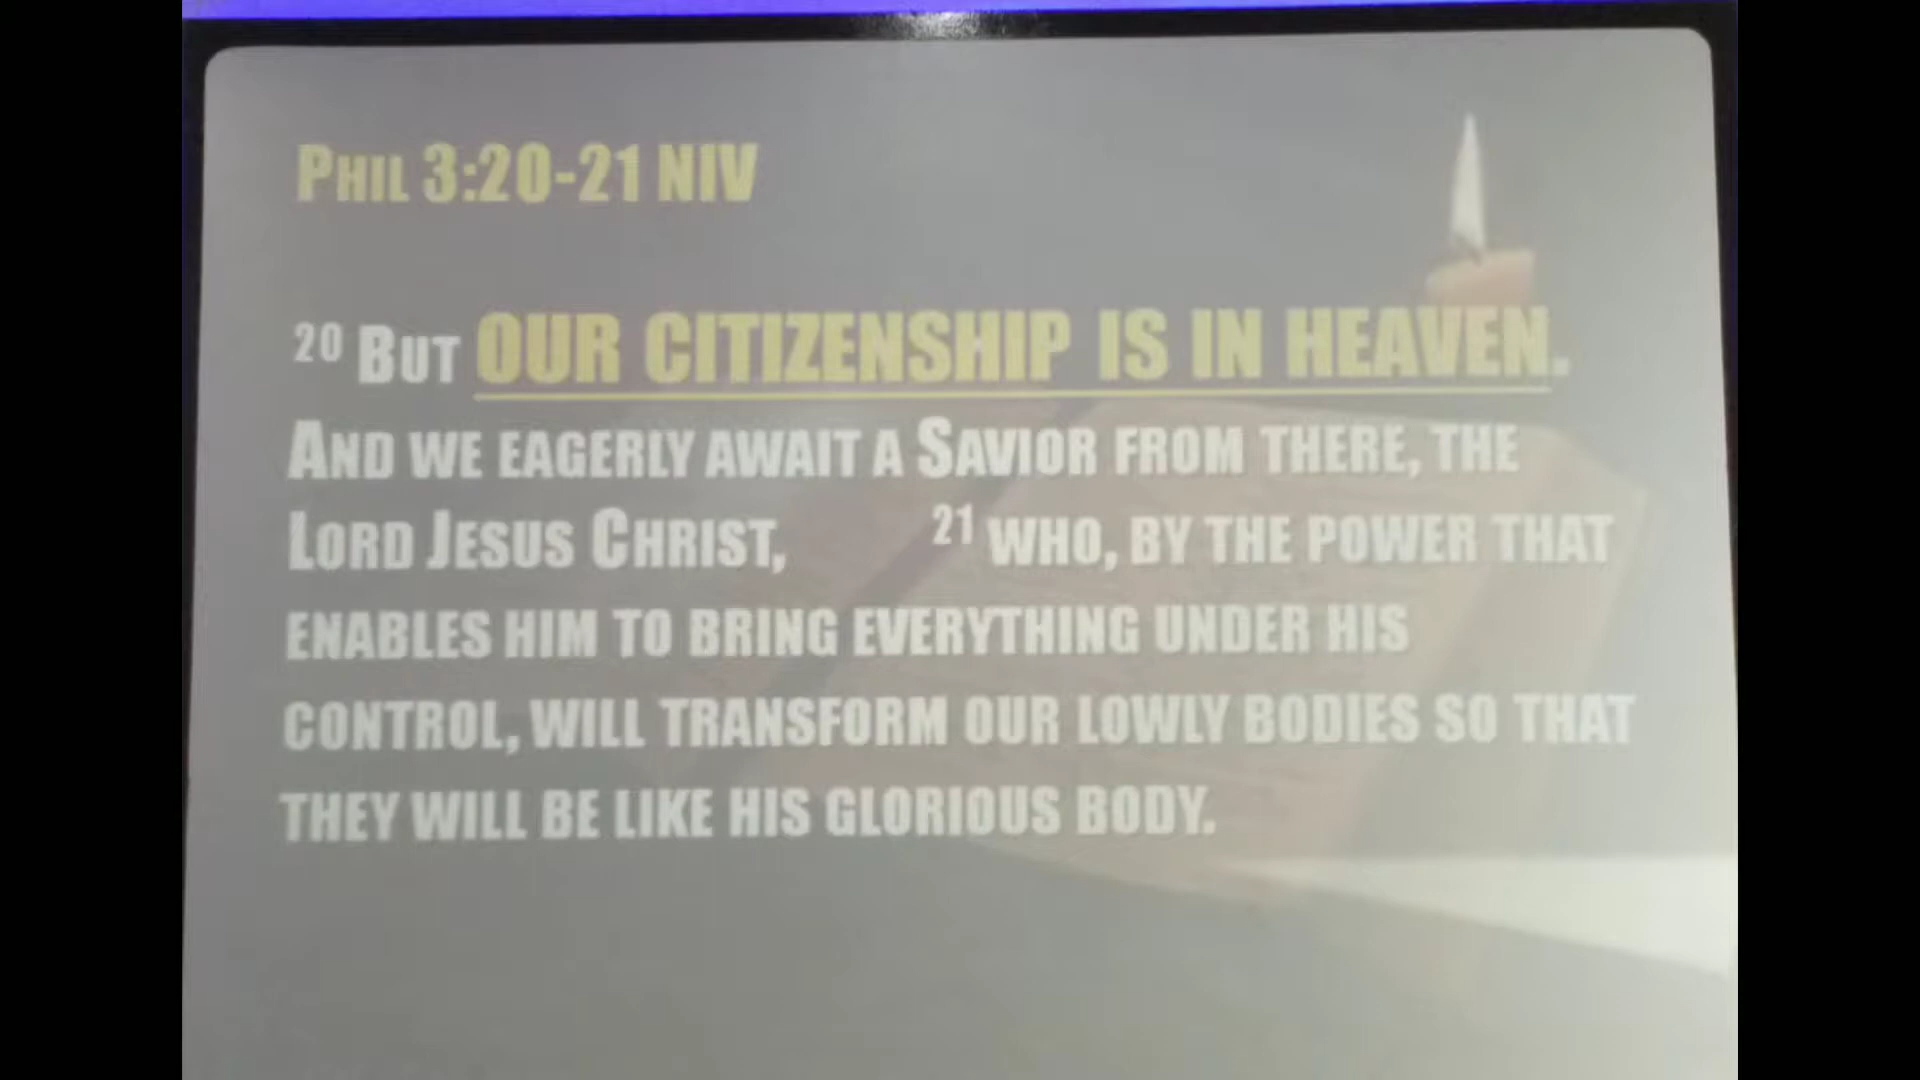 Phil 3:20-21 NIV
20 But OUR CITIZENSHIP IS IN HEAVEN.
And we eagerly await a Savior from there, the
Lord Jesus Christ, 21 who, by the power that
enables him to bring everything under his
control, will transform our lowly bodies so that
they will be like his glorious body.